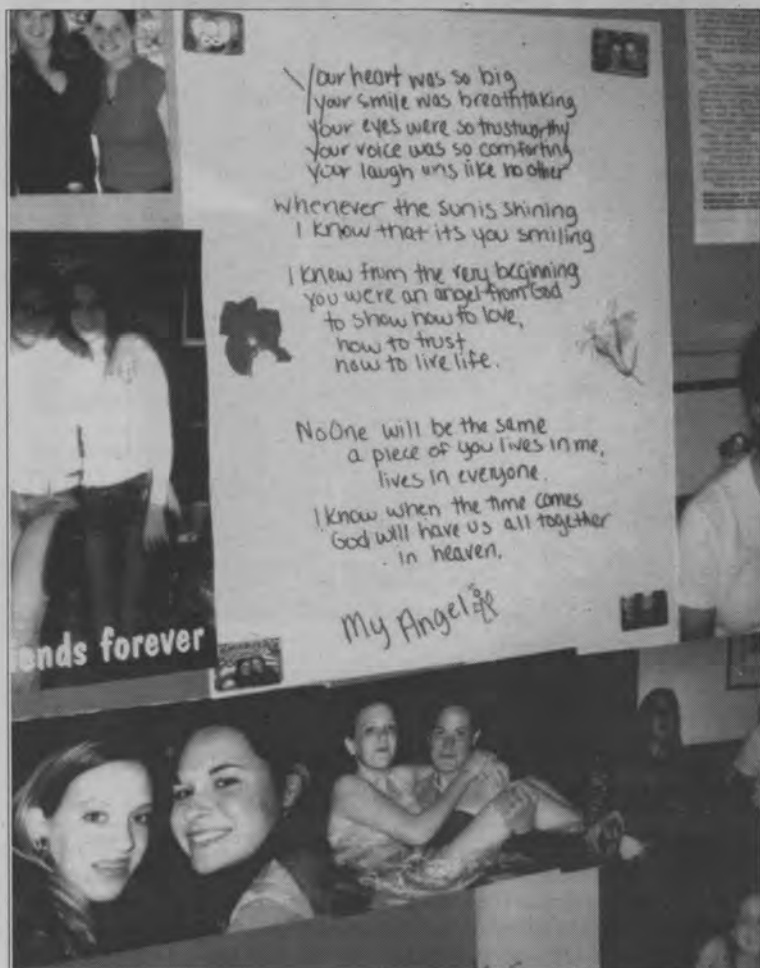 Your heart was so big
your smile was breathtaking
your eyes were so trustworthy
your voice was so comforting
your laugh was like no other
whenever the sun is shining
I know that its you smiling
I knew from the very beginning
you were an angel from God
to show how to love,
how to trust
how to live life.
No One will be the same
a piece of you lives in me,
lives in everyone.
I know when the time comes
God will have us all together
in heaven.
My Angel
ends forever